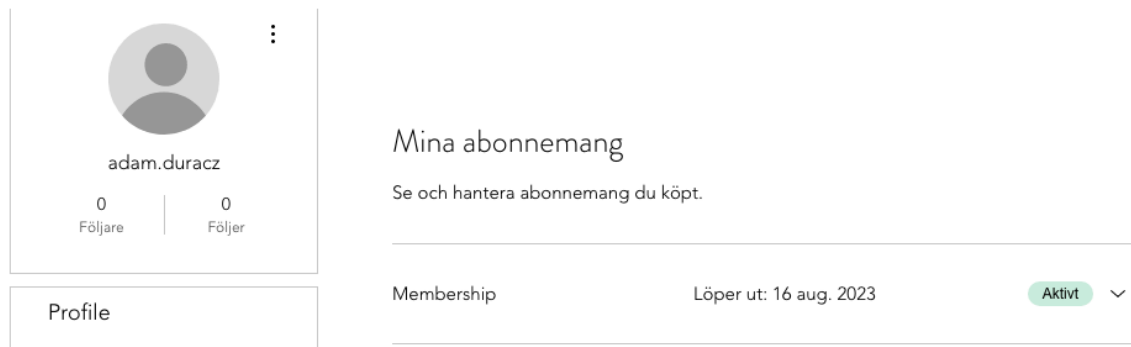 adam.duracz
0 0
Följare Följer
Profile
Mina abonnemang
Se och hantera abonnemang du köpt.
Membership Löper ut: 16 aug. 2023 Aktivt